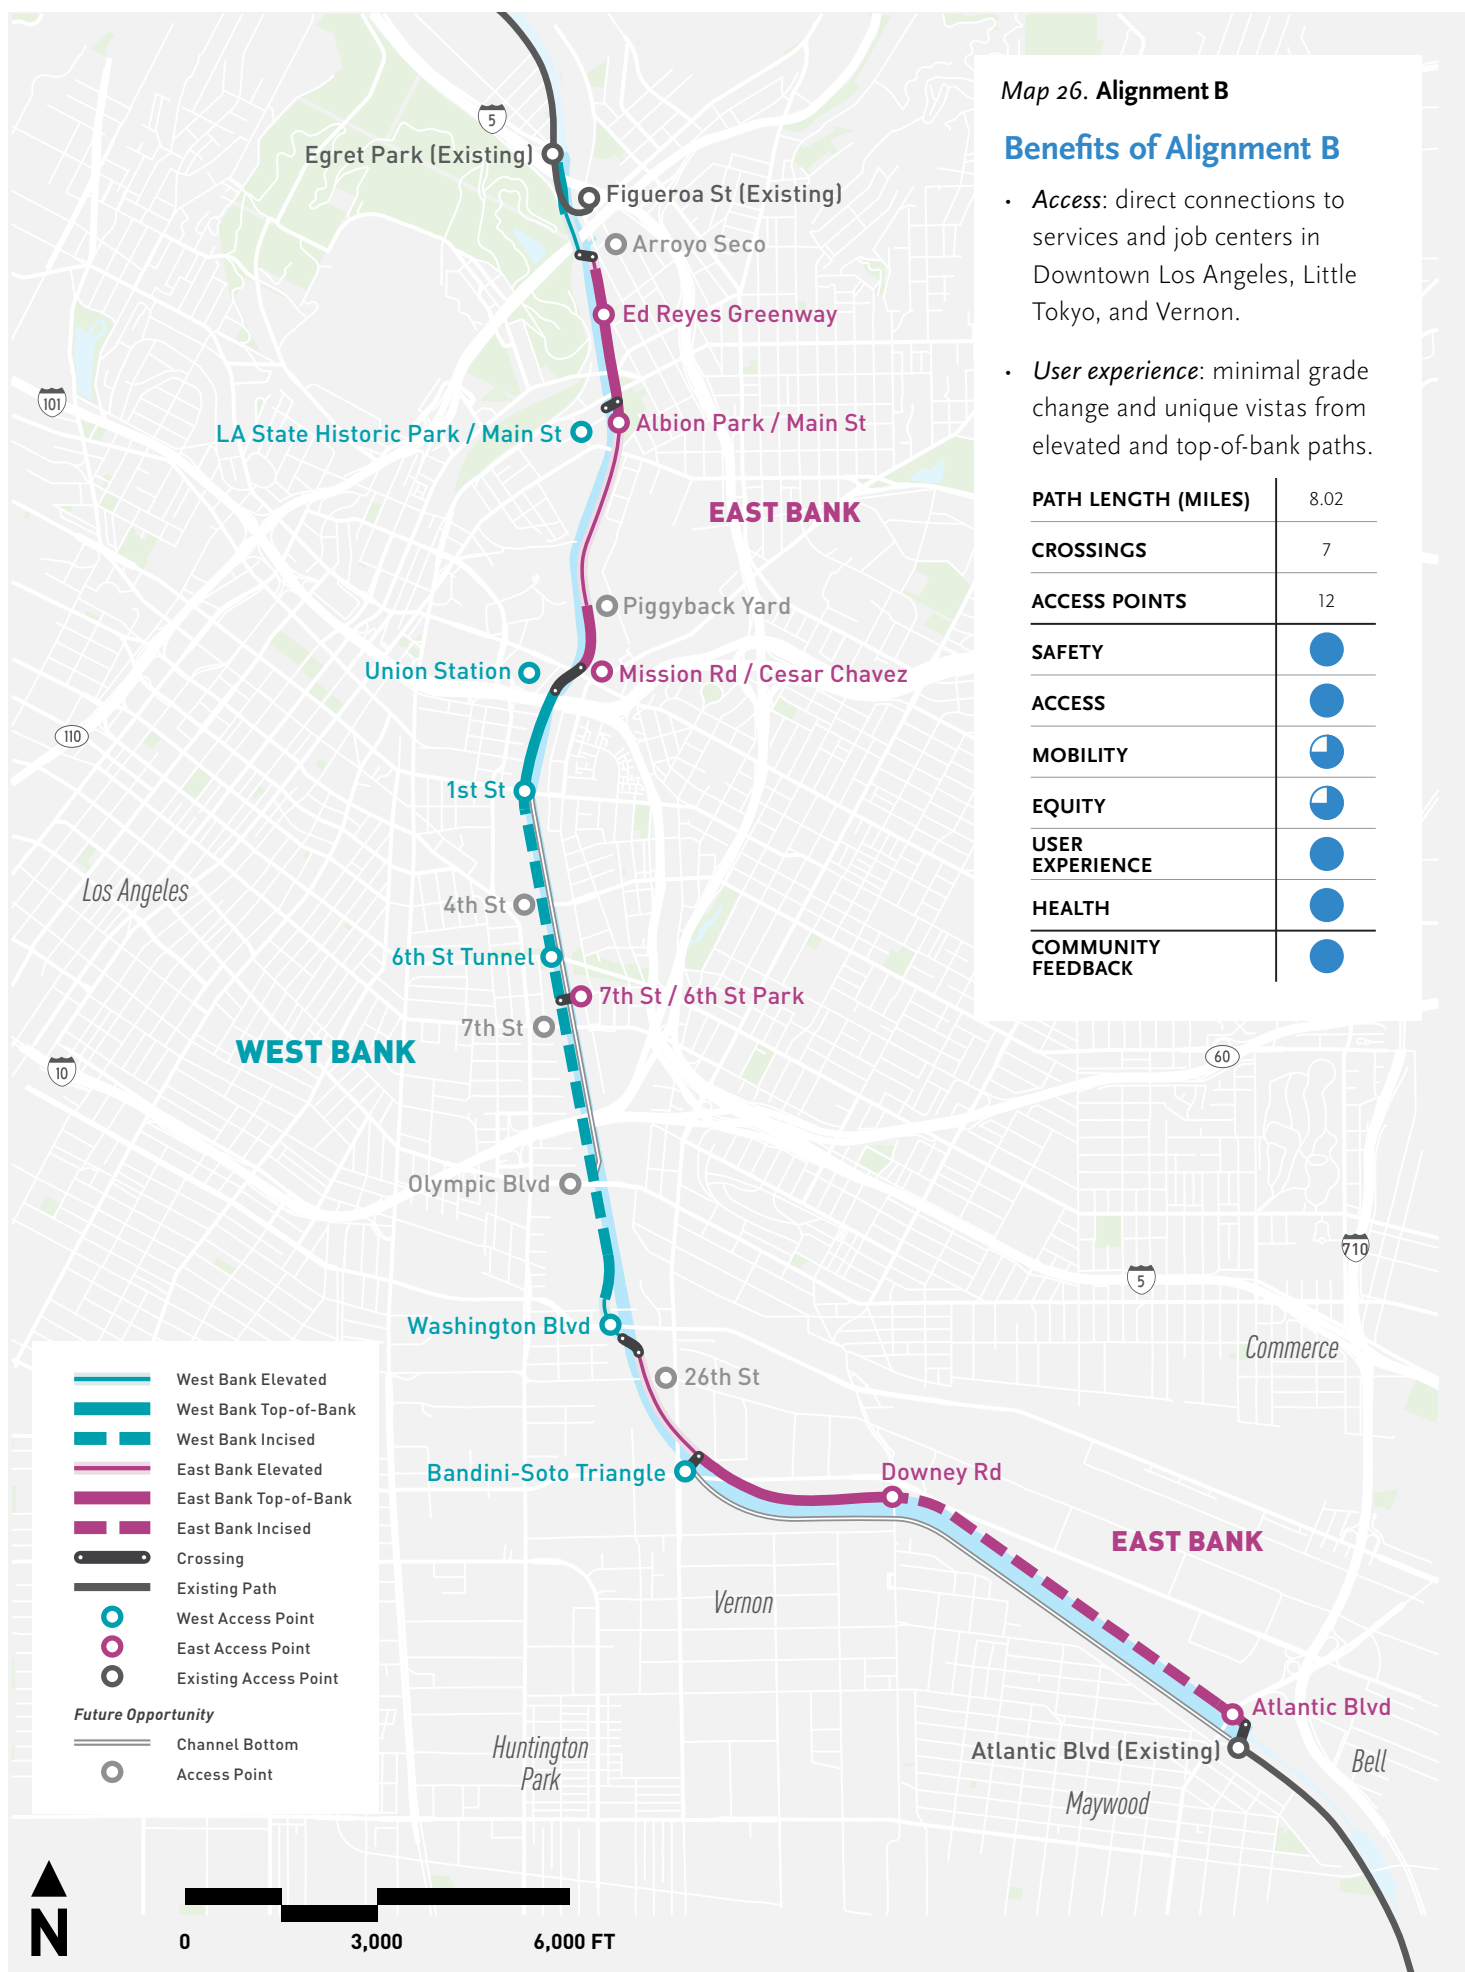 Map 26. Alignment B
Benefits of Alignment B
• Access: direct connections to
services and job centers in
Downtown Los Angeles, Little
Tokyo, and Vernon.
• User experience: minimal grade
change and unique vistas from
elevated and top-of-bank paths.
PATH LENGTH (MILES) 8.02
CROSSINGS 7
ACCESS POINTS 12
SAFETY
ACCESS
MOBILITY
EQUITY
USER
EXPERIENCE
HEALTH
COMMUNITY
FEEDBACK
5
Egret Park (Existing)
Figueroa St (Existing)
Arroyo Seco
Ed Reyes Greenway
101
LA State Historic Park / Main St
Albion Park / Main St
EAST BANK
Piggyback Yard
Union Station
Mission Rd / Cesar Chavez
110
1st St
Los Angeles
4th St
6th St Tunnel
7th St / 6th St Park
7th St
WEST BANK
10
60
Olympic Blvd
710
5
Washington Blvd
Commerce
26th St
Bandini-Soto Triangle
Downey Rd
EAST BANK
Vernon
Atlantic Blvd
Atlantic Blvd (Existing)
Huntington
Park
Bell
Maywood
West Bank Elevated
West Bank Top-of-Bank
West Bank Incised
East Bank Elevated
East Bank Top-of-Bank
East Bank Incised
Crossing
Existing Path
West Access Point
East Access Point
Existing Access Point
Future Opportunity
Channel Bottom
Access Point
N
0 3,000 6,000 FT